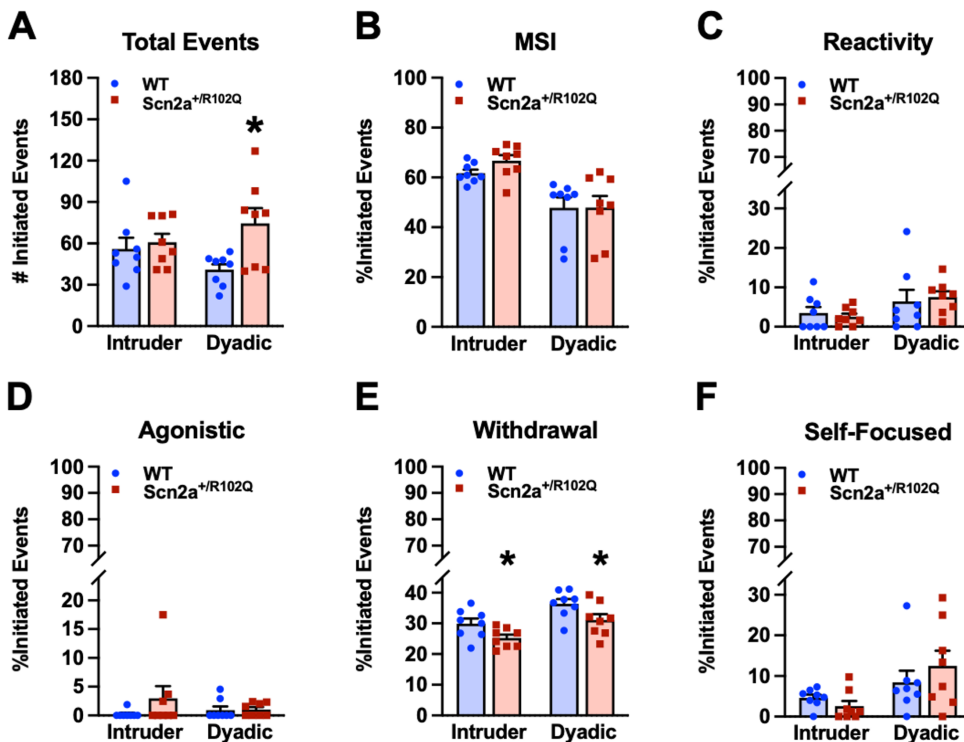 A
Total Events
WT
Scn2a+/R102Q
*
# Initiated Events
180
150
120
90
60
30
0
Intruder Dyadic
B
MSI
WT
Scn2a+/R102Q
%Initiated Events
100
80
60
40
20
0
Intruder Dyadic
C
Reactivity
WT
Scn2a+/R102Q
%Initiated Events
100
90
80
70
30
20
10
0
Intruder Dyadic
D
Agonistic
WT
Scn2a+/R102Q
%Initiated Events
100
90
80
70
20
15
10
5
0
Intruder Dyadic
E
Withdrawal
WT
Scn2a+/R102Q
* *
%Initiated Events
100
90
80
70
40
30
20
10
0
Intruder Dyadic
F
Self-Focused
WT
Scn2a+/R102Q
%Initiated Events
100
90
80
70
30
20
10
0
Intruder Dyadic